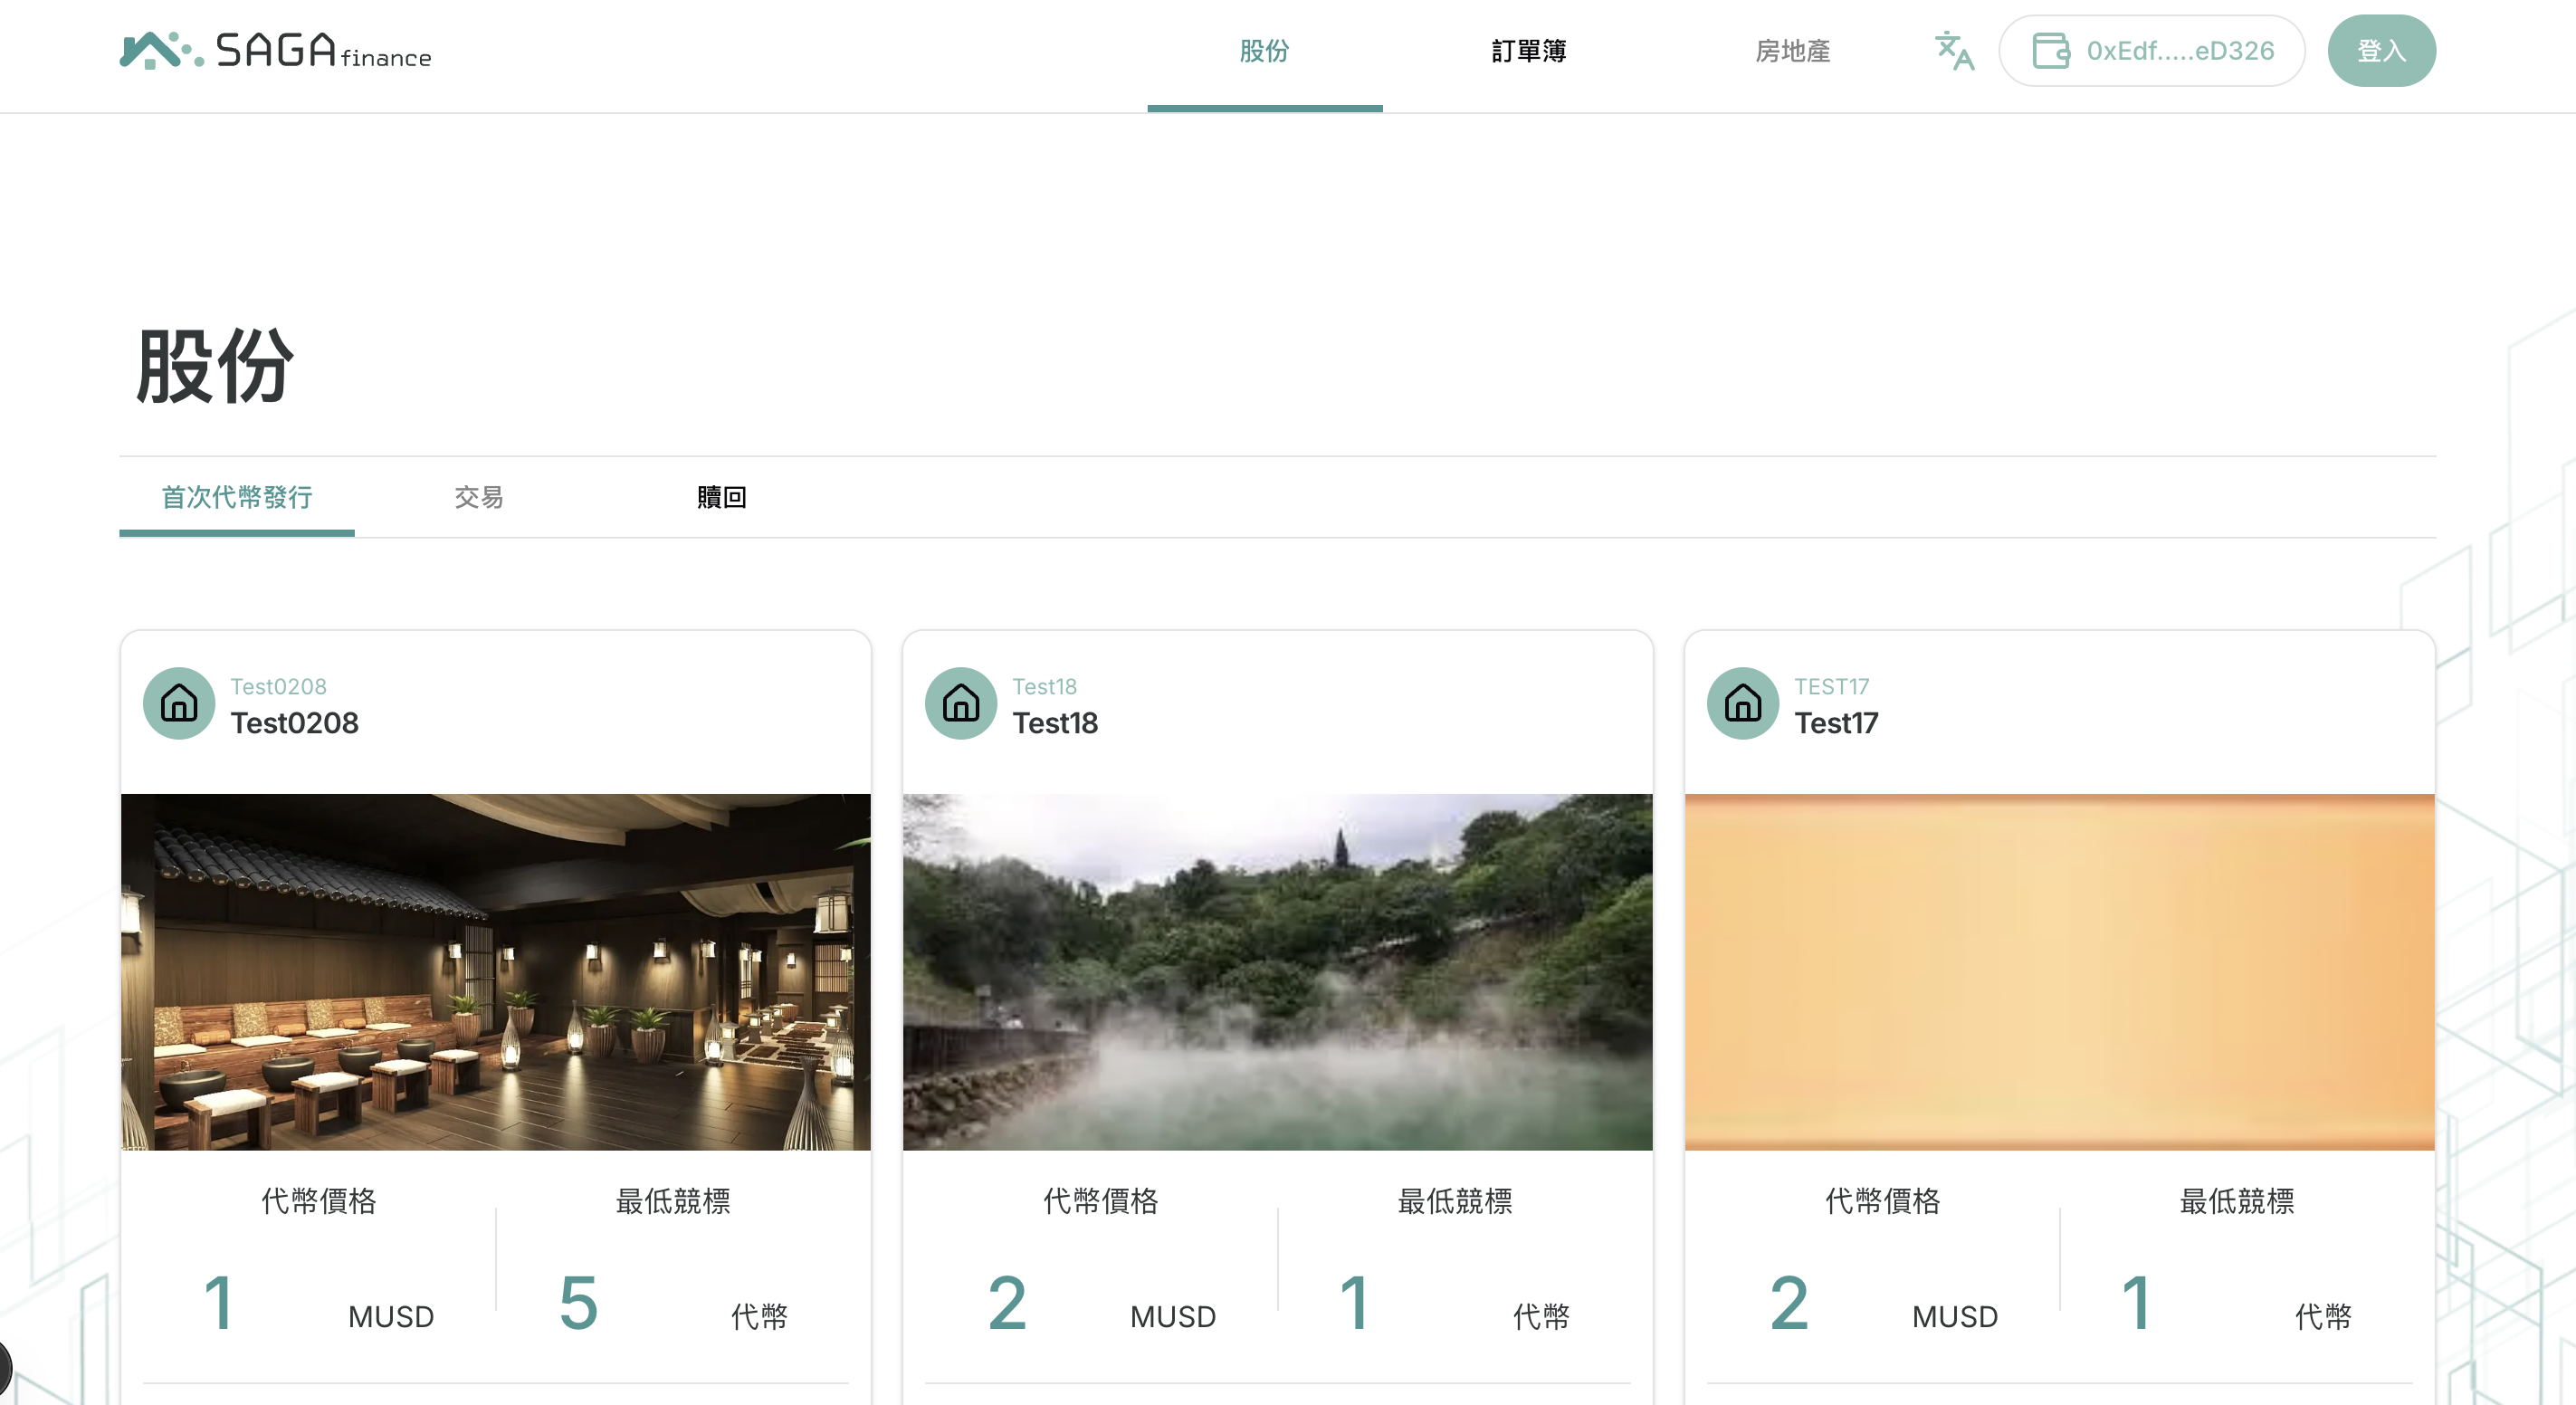 SAGA finance
股份
訂單簿
房地產
0xEdf.....eD326
登入
股份
首次代幣發行
交易
贖回
Test0208
Test0208
Test18
Test18
TEST17
Test17
代幣價格
最低競標
1 MUSD
5 代幣
代幣價格
最低競標
2 MUSD
1 代幣
代幣價格
最低競標
2 MUSD
1 代幣